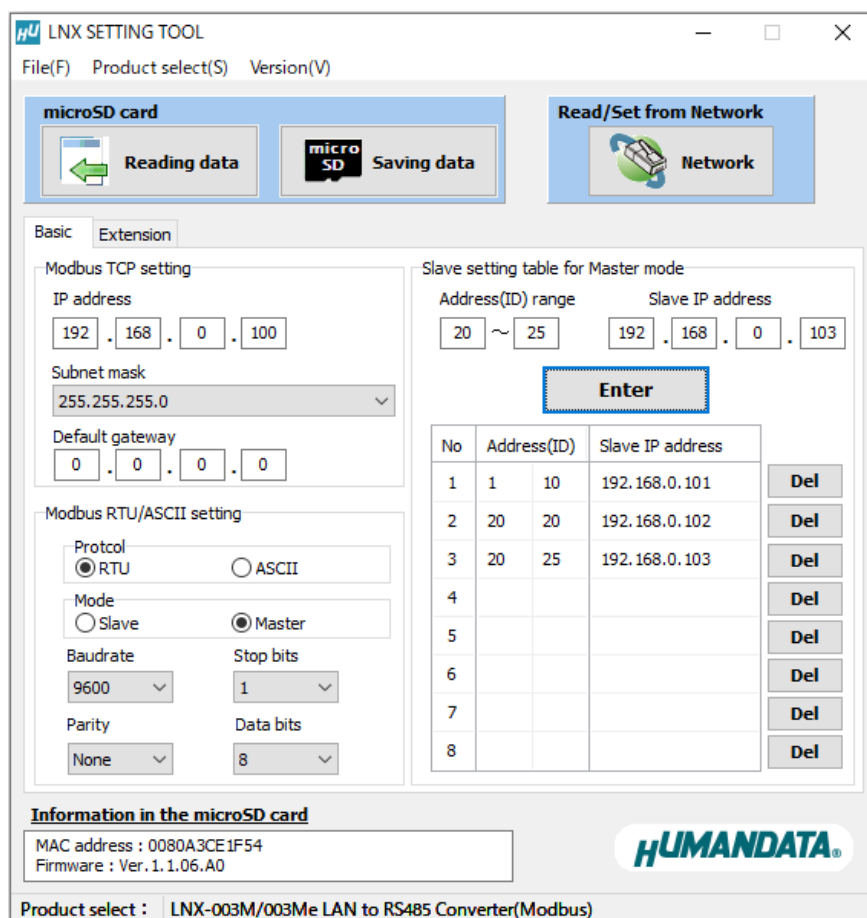 HU LNX SETTING TOOL
File(F) Product select(S) Version(V)
microSD card
Reading data
micro
SD
Saving data
Read/Set from Network
Network
Basic Extension
Modbus TCP setting
IP address
192 . 168 . 0 . 100
Subnet mask
255.255.255.0
Default gateway
0 . 0 . 0 . 0
Modbus RTU/ASCII setting
Protcol
RTU ASCII
Mode
Slave Master
Baudrate Stop bits
9600 1
Parity Data bits
None 8
Slave setting table for Master mode
Address(ID) range Slave IP address
20 ~ 25 192 . 168 . 0 . 103
Enter
No Address(ID) Slave IP address
1 1 10 192.168.0.101 Del
2 20 20 192.168.0.102 Del
3 20 25 192.168.0.103 Del
4 Del
5 Del
6 Del
7 Del
8 Del
Information in the microSD card
MAC address : 0080A3CE1F54
Firmware : Ver.1.1.06.A0
HUMANDATA®
Product select : LNX-003M/003Me LAN to RS485 Converter(Modbus)